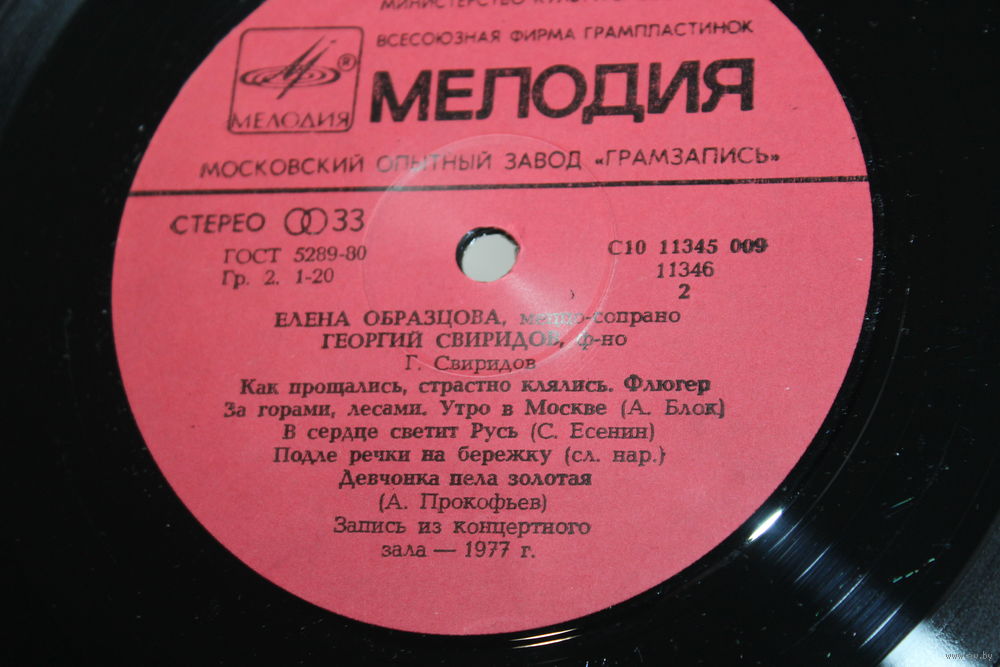 МИНИСТЕРСТВО
ВСЕСОЮЗНАЯ ФИРМА ГРАМПЛАСТИНОК
® МЕЛОДИЯ
МЕЛОДИЯ
МОСКОВСКИЙ ОПЫТНЫЙ ЗАВОД «ГРАМЗАПИСЬ»
СТЕРЕО 33
ГОСТ 5289-80
Гр. 2. 1-20
С10 11345 009
11346
2
ЕЛЕНА ОБРАЗЦОВА, меццо-сопрано
ГЕОРГИЙ СВИРИДОВ, ф-но
Г. Свиридов
Как прощались, страстно клялись. Флюгер
За горами, лесами. Утро в Москве (А. Блок)
В сердце светит Русь (С. Есенин)
Подле речки на бережку (сл. нар.)
Девчонка пела золотая
(А. Прокофьев)
Запись из концертного
зала — 1977 г.